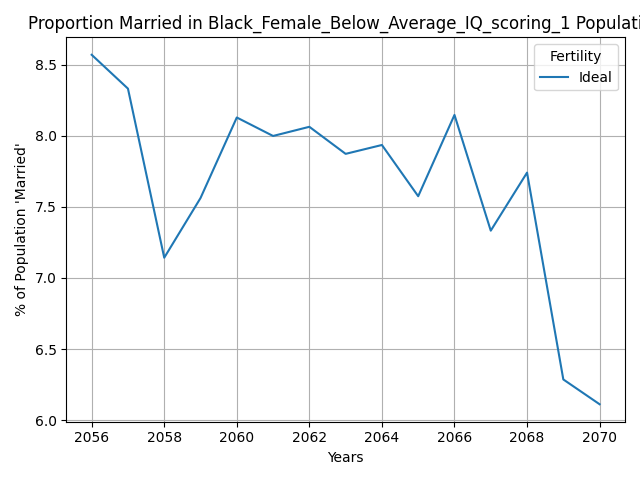 Proportion Married in Black_Female_Below_Average_IQ_scoring_1 Populati
Fertility
Ideal
% of Population 'Married'
8.5
8.0
7.5
7.0
6.5
6.0
2056 2058 2060 2062 2064 2066 2068 2070
Years